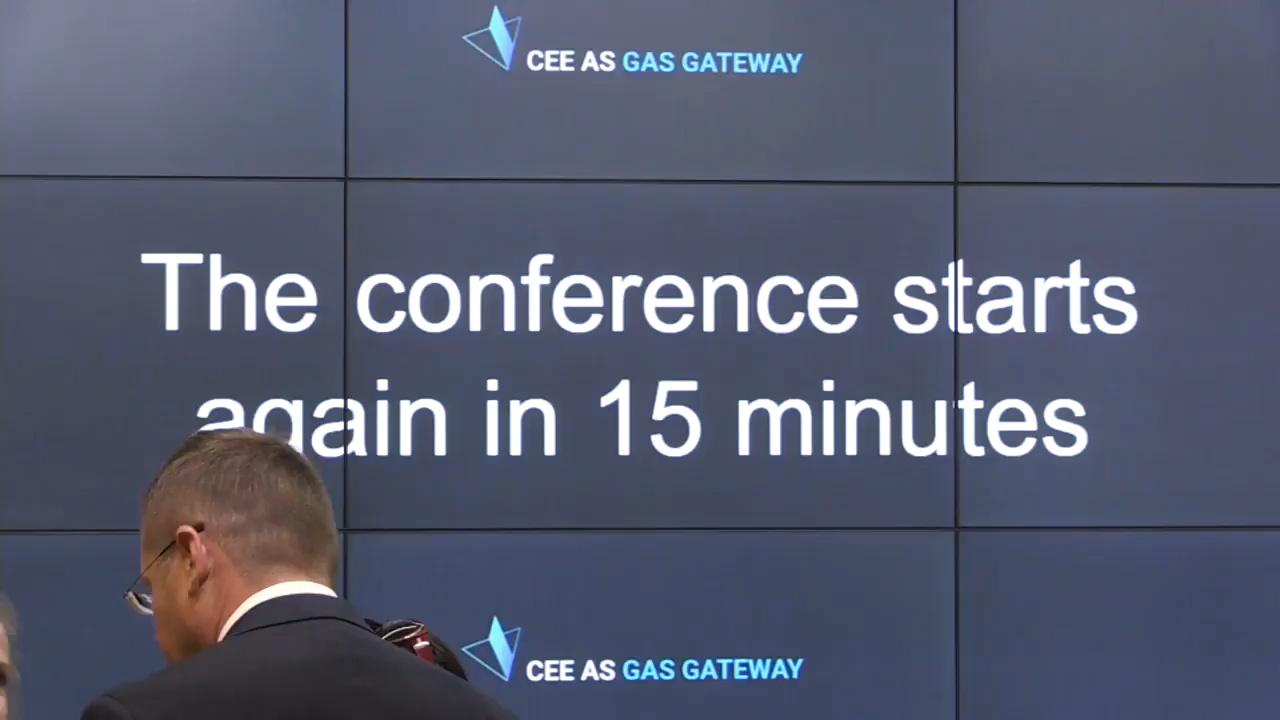 CEE AS GAS GATEWAY
The conference starts
again in 15 minutes
CEE AS GAS GATEWAY